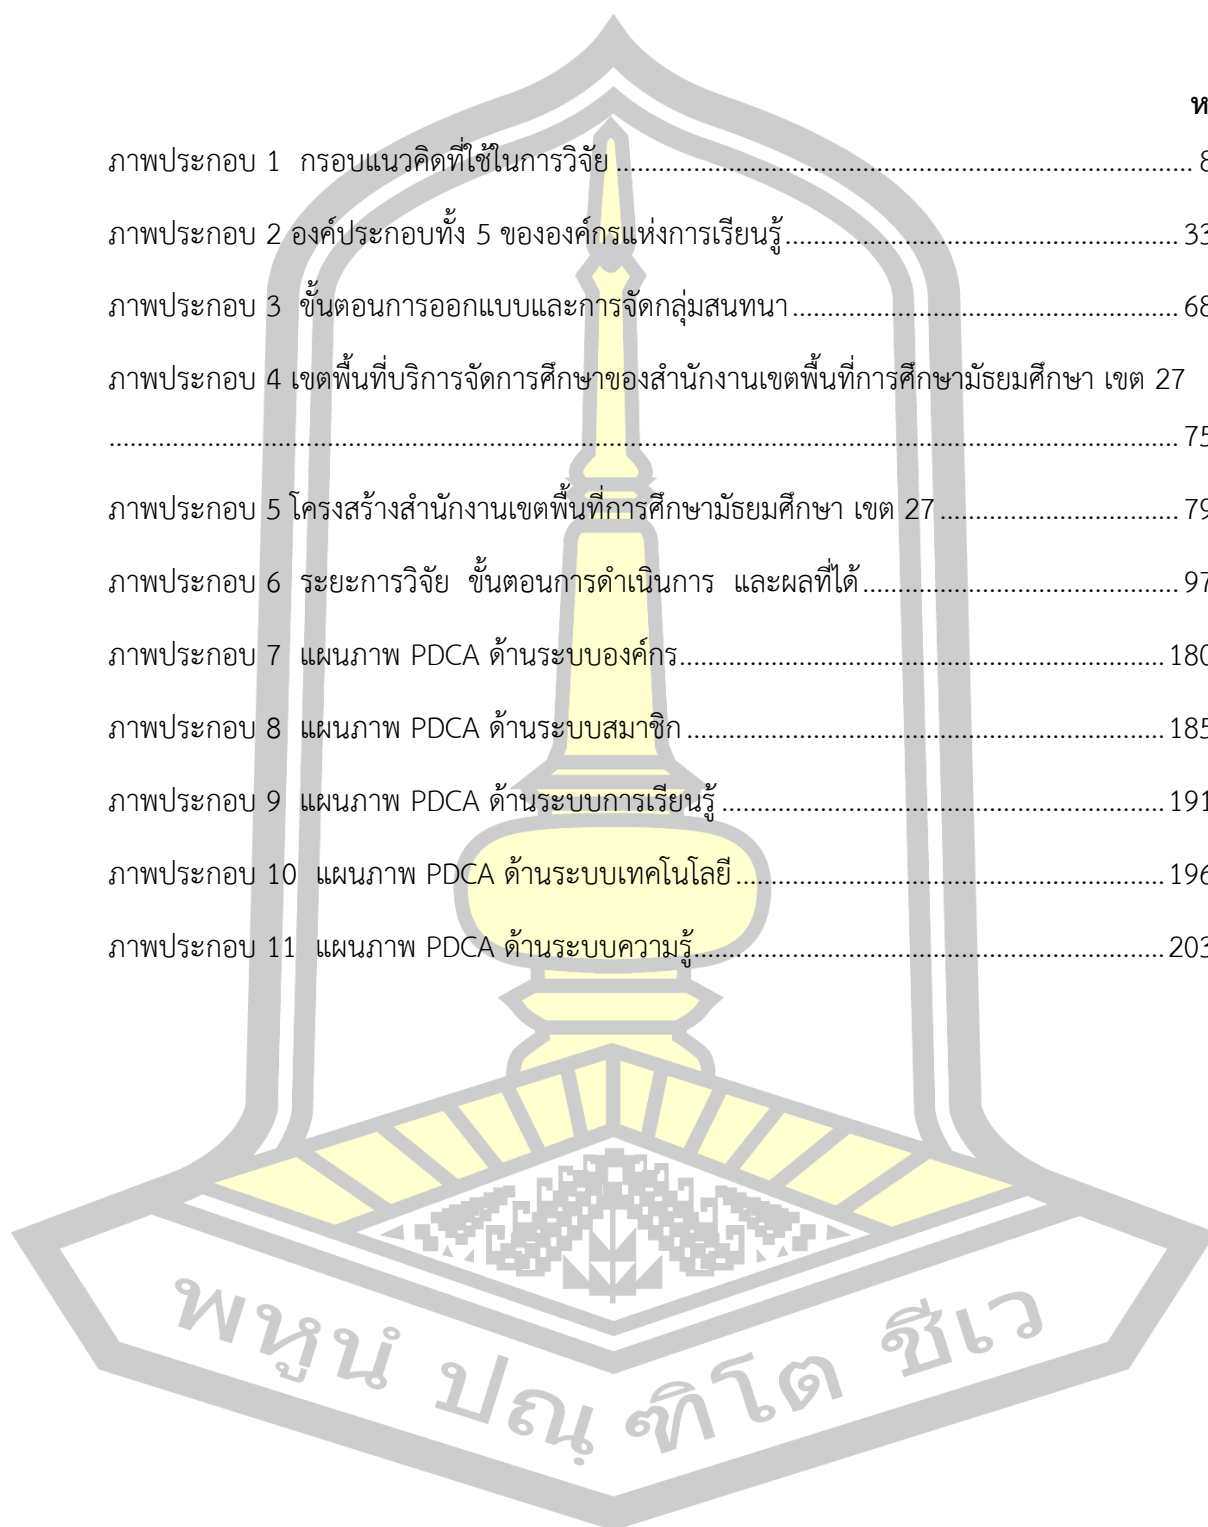 ห
ภาพประกอบ 1 กรอบแนวคิดที่ใช้ในการวิจัย .......... 8
ภาพประกอบ 2 องค์ประกอบทั้ง 5 ขององค์กรแห่งการเรียนรู้ .......... 33
ภาพประกอบ 3 ขั้นตอนการออกแบบและการจัดกลุ่มสนทนา .......... 68
ภาพประกอบ 4 เขตพื้นที่บริการจัดการศึกษาของสำนักงานเขตพื้นที่การศึกษามัธยมศึกษา เขต 27
.......... 75
ภาพประกอบ 5 โครงสร้างสำนักงานเขตพื้นที่การศึกษามัธยมศึกษา เขต 27 .......... 79
ภาพประกอบ 6 ระยะการวิจัย ขั้นตอนการดำเนินการ และผลที่ได้ .......... 97
ภาพประกอบ 7 แผนภาพ PDCA ด้านระบบองค์กร .......... 180
ภาพประกอบ 8 แผนภาพ PDCA ด้านระบบสมาชิก .......... 185
ภาพประกอบ 9 แผนภาพ PDCA ด้านระบบการเรียนรู้ .......... 191
ภาพประกอบ 10 แผนภาพ PDCA ด้านระบบเทคโนโลยี .......... 196
ภาพประกอบ 11 แผนภาพ PDCA ด้านระบบความรู้ .......... 203
พหูนํ ปณฺฑิโต ชีเว